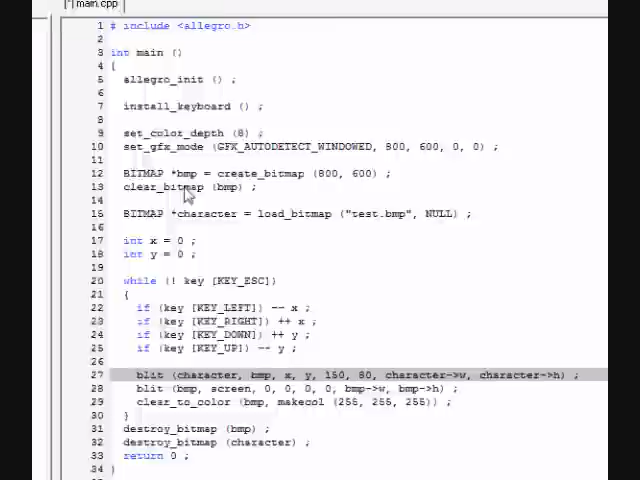 [*] main.cpp
1 # include <allegro.h>
2
3 int main ()
4 {
5 allegro_init () ;
6
7 install_keyboard () ;
8
9 set_color_depth (8) ;
10 set_gfx_mode (GFX_AUTODETECT_WINDOWED, 800, 600, 0, 0) ;
11
12 BITMAP *bmp = create_bitmap (800, 600) ;
13 clear_bitmap (bmp) ;
14
15 BITMAP *character = load_bitmap ("test.bmp", NULL) ;
16
17 int x = 0 ;
18 int y = 0 ;
19
20 while (! key [KEY_ESC])
21 {
22 if (key [KEY_LEFT]) -- x ;
23 if (key [KEY_RIGHT]) ++ x ;
24 if (key [KEY_DOWN]) ++ y ;
25 if (key [KEY_UP]) -- y ;
26
27 blit (character, bmp, x, y, 150, 80, character->w, character->h) ;
28 blit (bmp, screen, 0, 0, 0, 0, bmp->w, bmp->h) ;
29 clear_to_color (bmp, makecol (255, 255, 255)) ;
30 }
31 destroy_bitmap (bmp) ;
32 destroy_bitmap (character) ;
33 return 0 ;
34 }